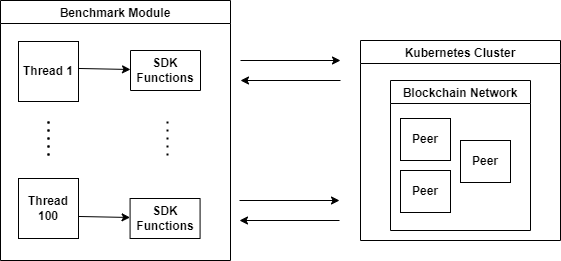 Benchmark Module
Thread 1
SDK
Functions
Kubernetes Cluster
Blockchain Network
Peer
Peer
Peer
Thread
100
SDK
Functions